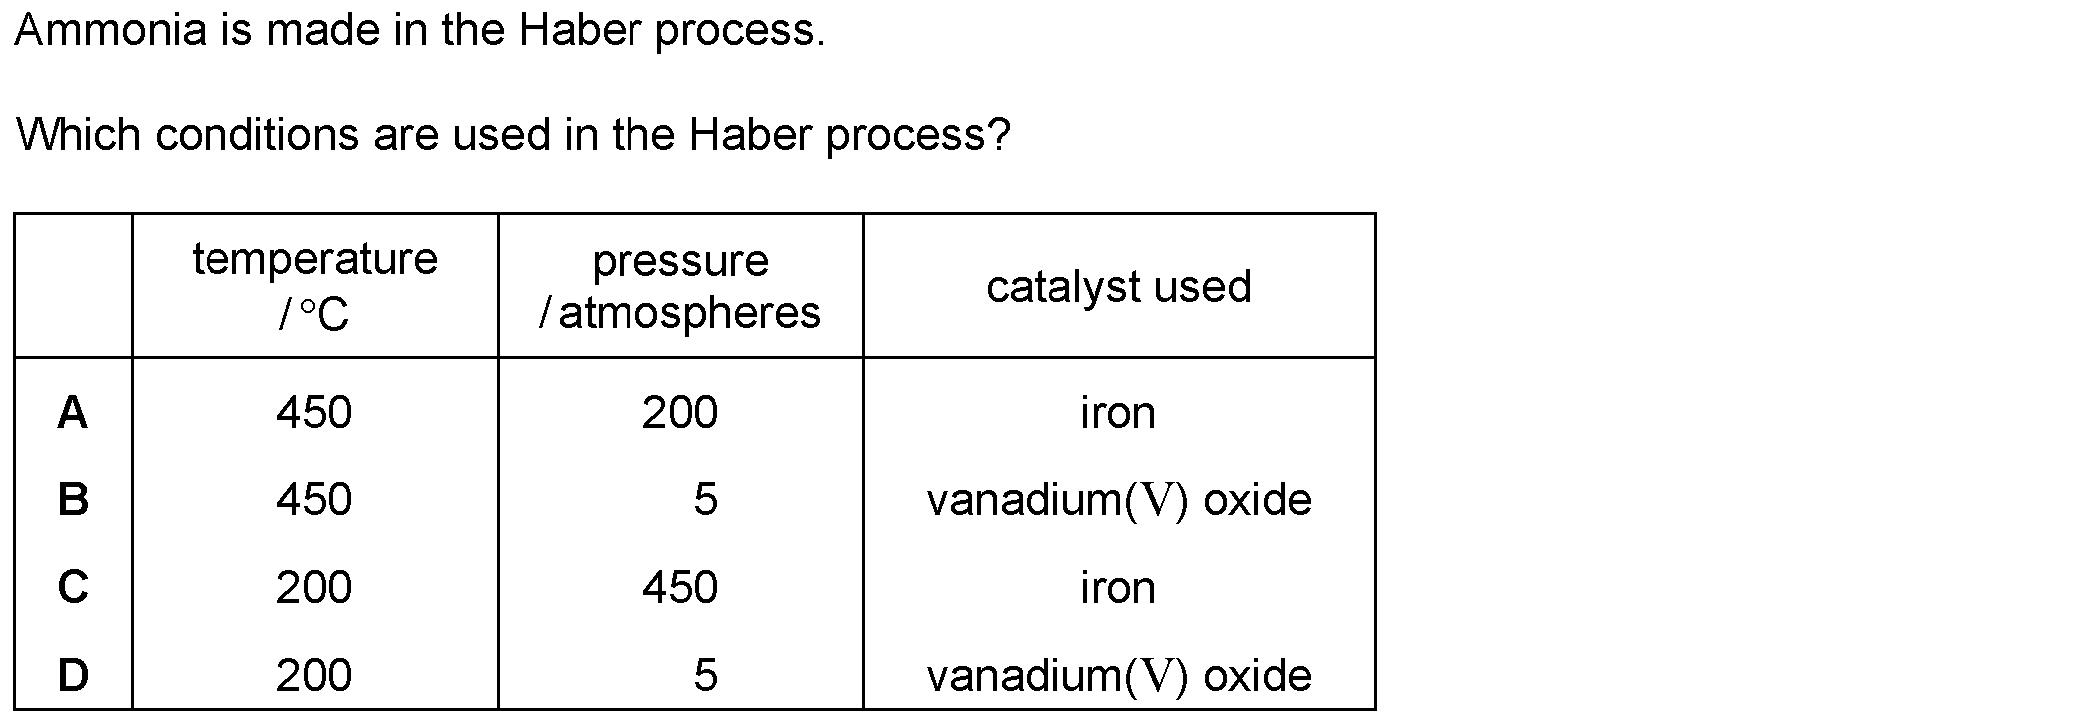 Ammonia is made in the Haber process.
Which conditions are used in the Haber process?
temperature
/ °C
pressure
/ atmospheres
catalyst used
A 450 200 iron
B 450 5 vanadium(V) oxide
C 200 450 iron
D 200 5 vanadium(V) oxide